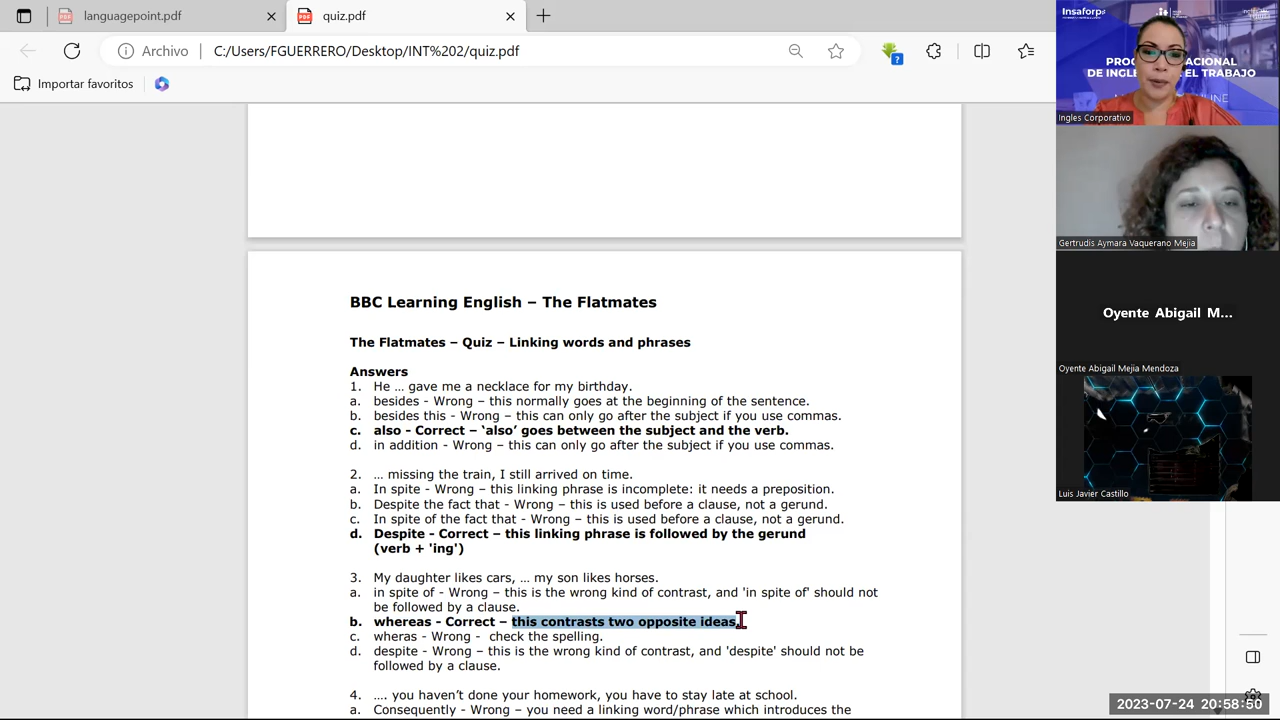 languagepoint.pdf
quiz.pdf
Archivo
C:/Users/FGUERRERO/Desktop/INT%202/quiz.pdf
Importar favoritos
BBC Learning English – The Flatmates
The Flatmates – Quiz – Linking words and phrases
Answers
1. He … gave me a necklace for my birthday.
a. besides - Wrong – this normally goes at the beginning of the sentence.
b. besides this - Wrong – this can only go after the subject if you use commas.
c. also - Correct – ‘also’ goes between the subject and the verb.
d. in addition - Wrong – this can only go after the subject if you use commas.
2. … missing the train, I still arrived on time.
a. In spite - Wrong – this linking phrase is incomplete: it needs a preposition.
b. Despite the fact that - Wrong – this is used before a clause, not a gerund.
c. In spite of the fact that - Wrong – this is used before a clause, not a gerund.
d. Despite - Correct – this linking phrase is followed by the gerund
(verb + 'ing')
3. My daughter likes cars, … my son likes horses.
a. in spite of - Wrong – this is the wrong kind of contrast, and 'in spite of' should not
be followed by a clause.
b. whereas - Correct – this contrasts two opposite ideas.
c. wheras - Wrong - check the spelling.
d. despite - Wrong – this is the wrong kind of contrast, and 'despite' should not be
followed by a clause.
4. …. you haven’t done your homework, you have to stay late at school.
a. Consequently - Wrong – you need a linking word/phrase which introduces the
Insaforp
DE INGL EL TRABAJO
Ingles Corporativo
Gertrudis Aymara Vaquerano Mejia
Oyente Abigail M...
Oyente Abigail Mejia Mendoza
Luis Javier Castillo
2023-07-24 20:58:50